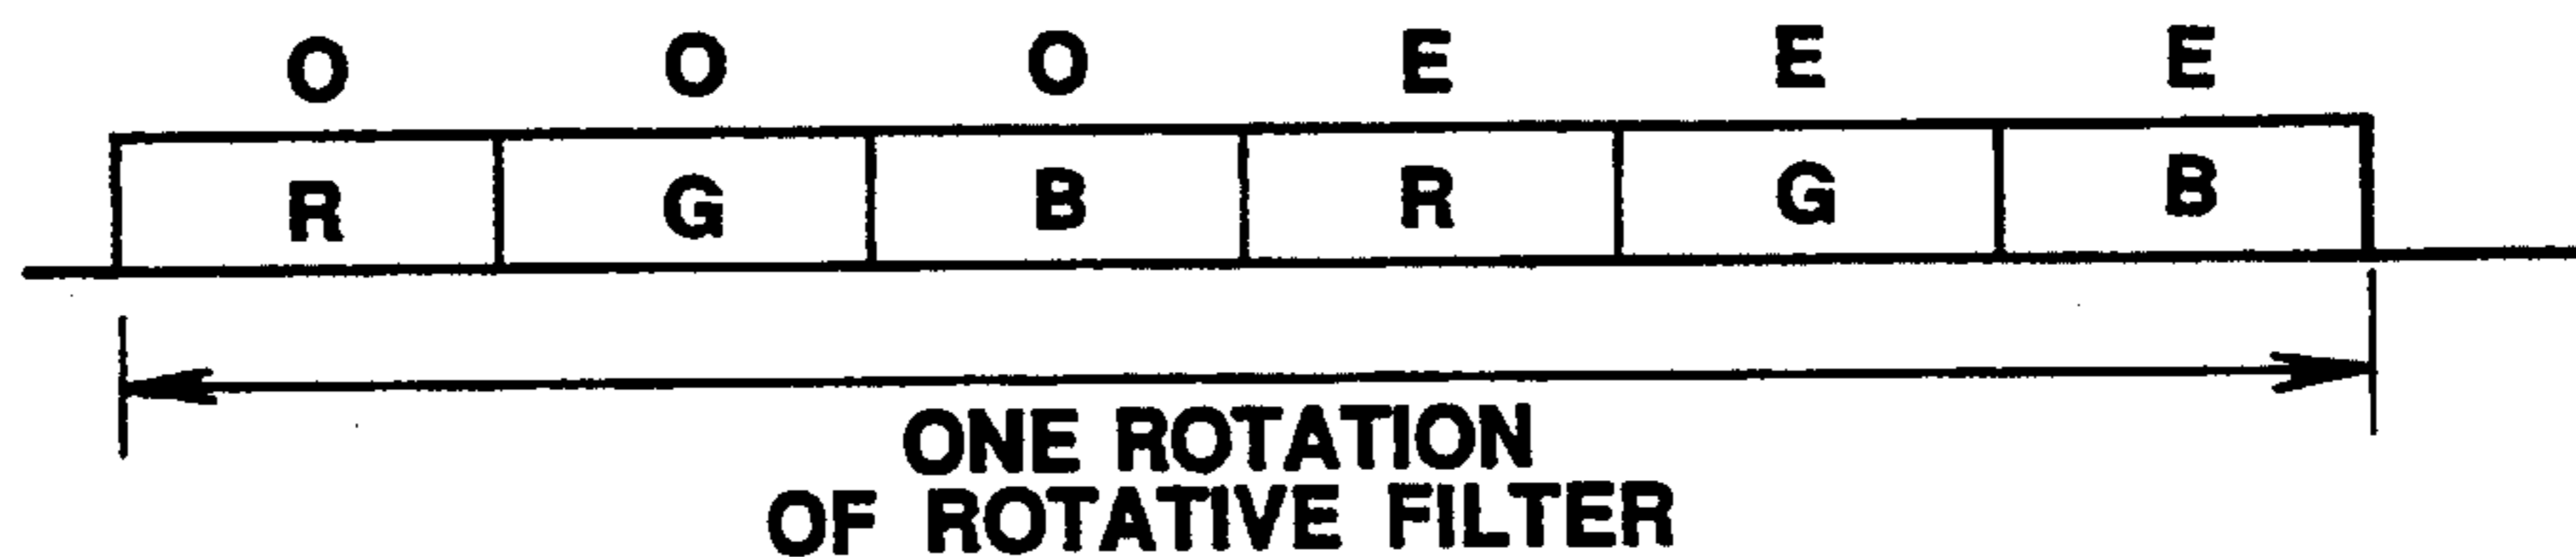 O O O E E E
R G B R G B
ONE ROTATION
OF ROTATIVE FILTER